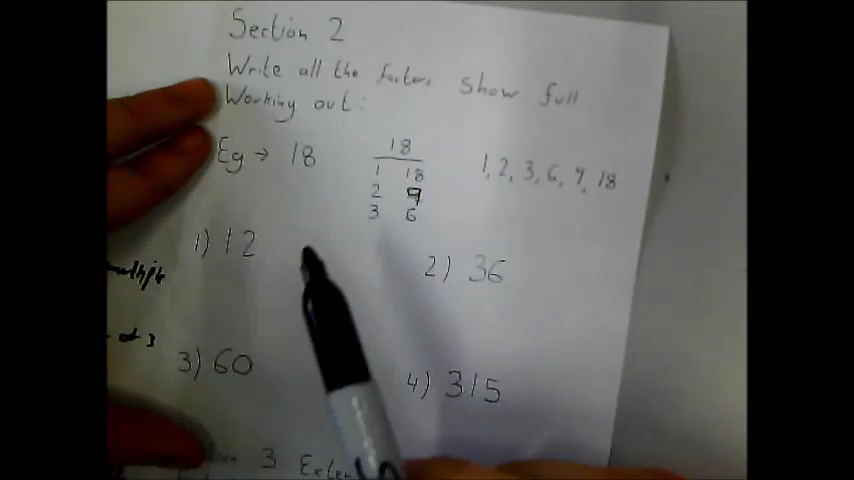 Section 2
Write all the factors show full
Working out:
Eg → 18
18
1 18
2 9
3 6
1, 2, 3, 6, 9, 18
1) 12
2) 36
3) 60
4) 315
3 Exten